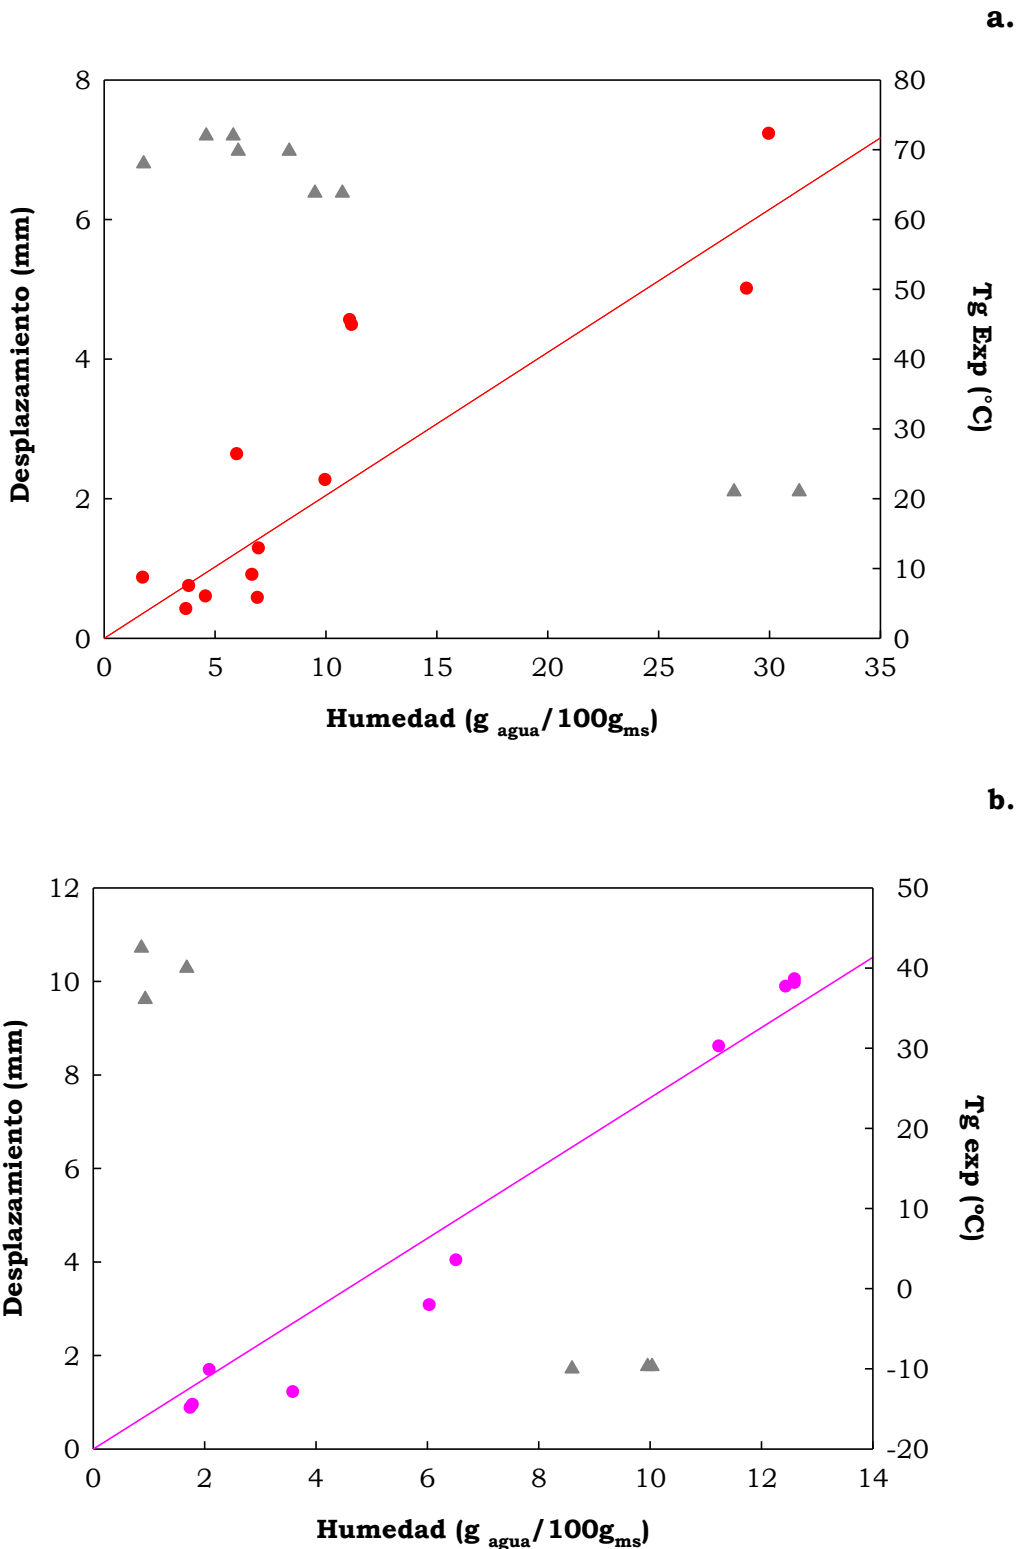 a.
8
6
4
2
0
80
70
60
50
40
30
20
10
0
0 5 10 15 20 25 30 35
Desplazamiento (mm)
Tg Exp (°C)
Humedad (g agua/100gms)
b.
12
10
8
6
4
2
0
50
40
30
20
10
0
-10
-20
0 2 4 6 8 10 12 14
Desplazamiento (mm)
Tg exp (ºC)
Humedad (g agua/100gms)